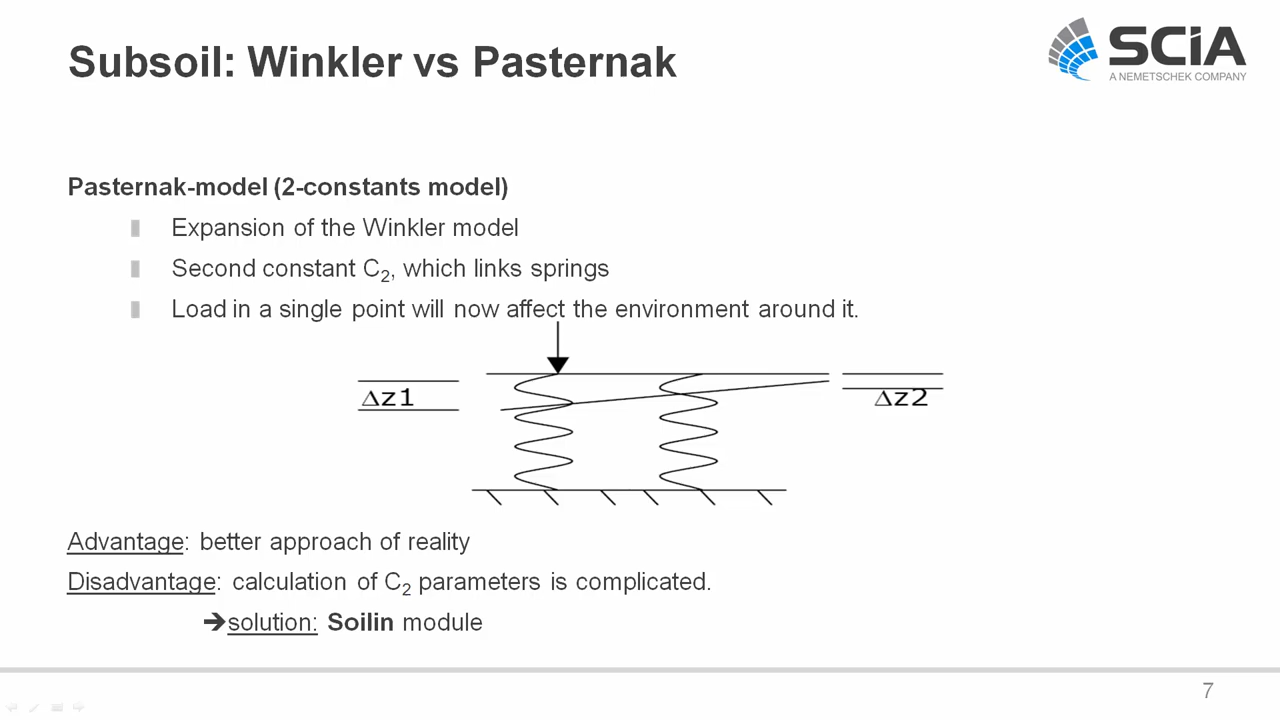 Subsoil: Winkler vs Pasternak
SCiA
A NEMETSCHEK COMPANY
Pasternak-model (2-constants model)
Expansion of the Winkler model
Second constant C2, which links springs
Load in a single point will now affect the environment around it.
Δz1
Δz2
Advantage: better approach of reality
Disadvantage: calculation of C2 parameters is complicated.
➔solution: Soilin module
7